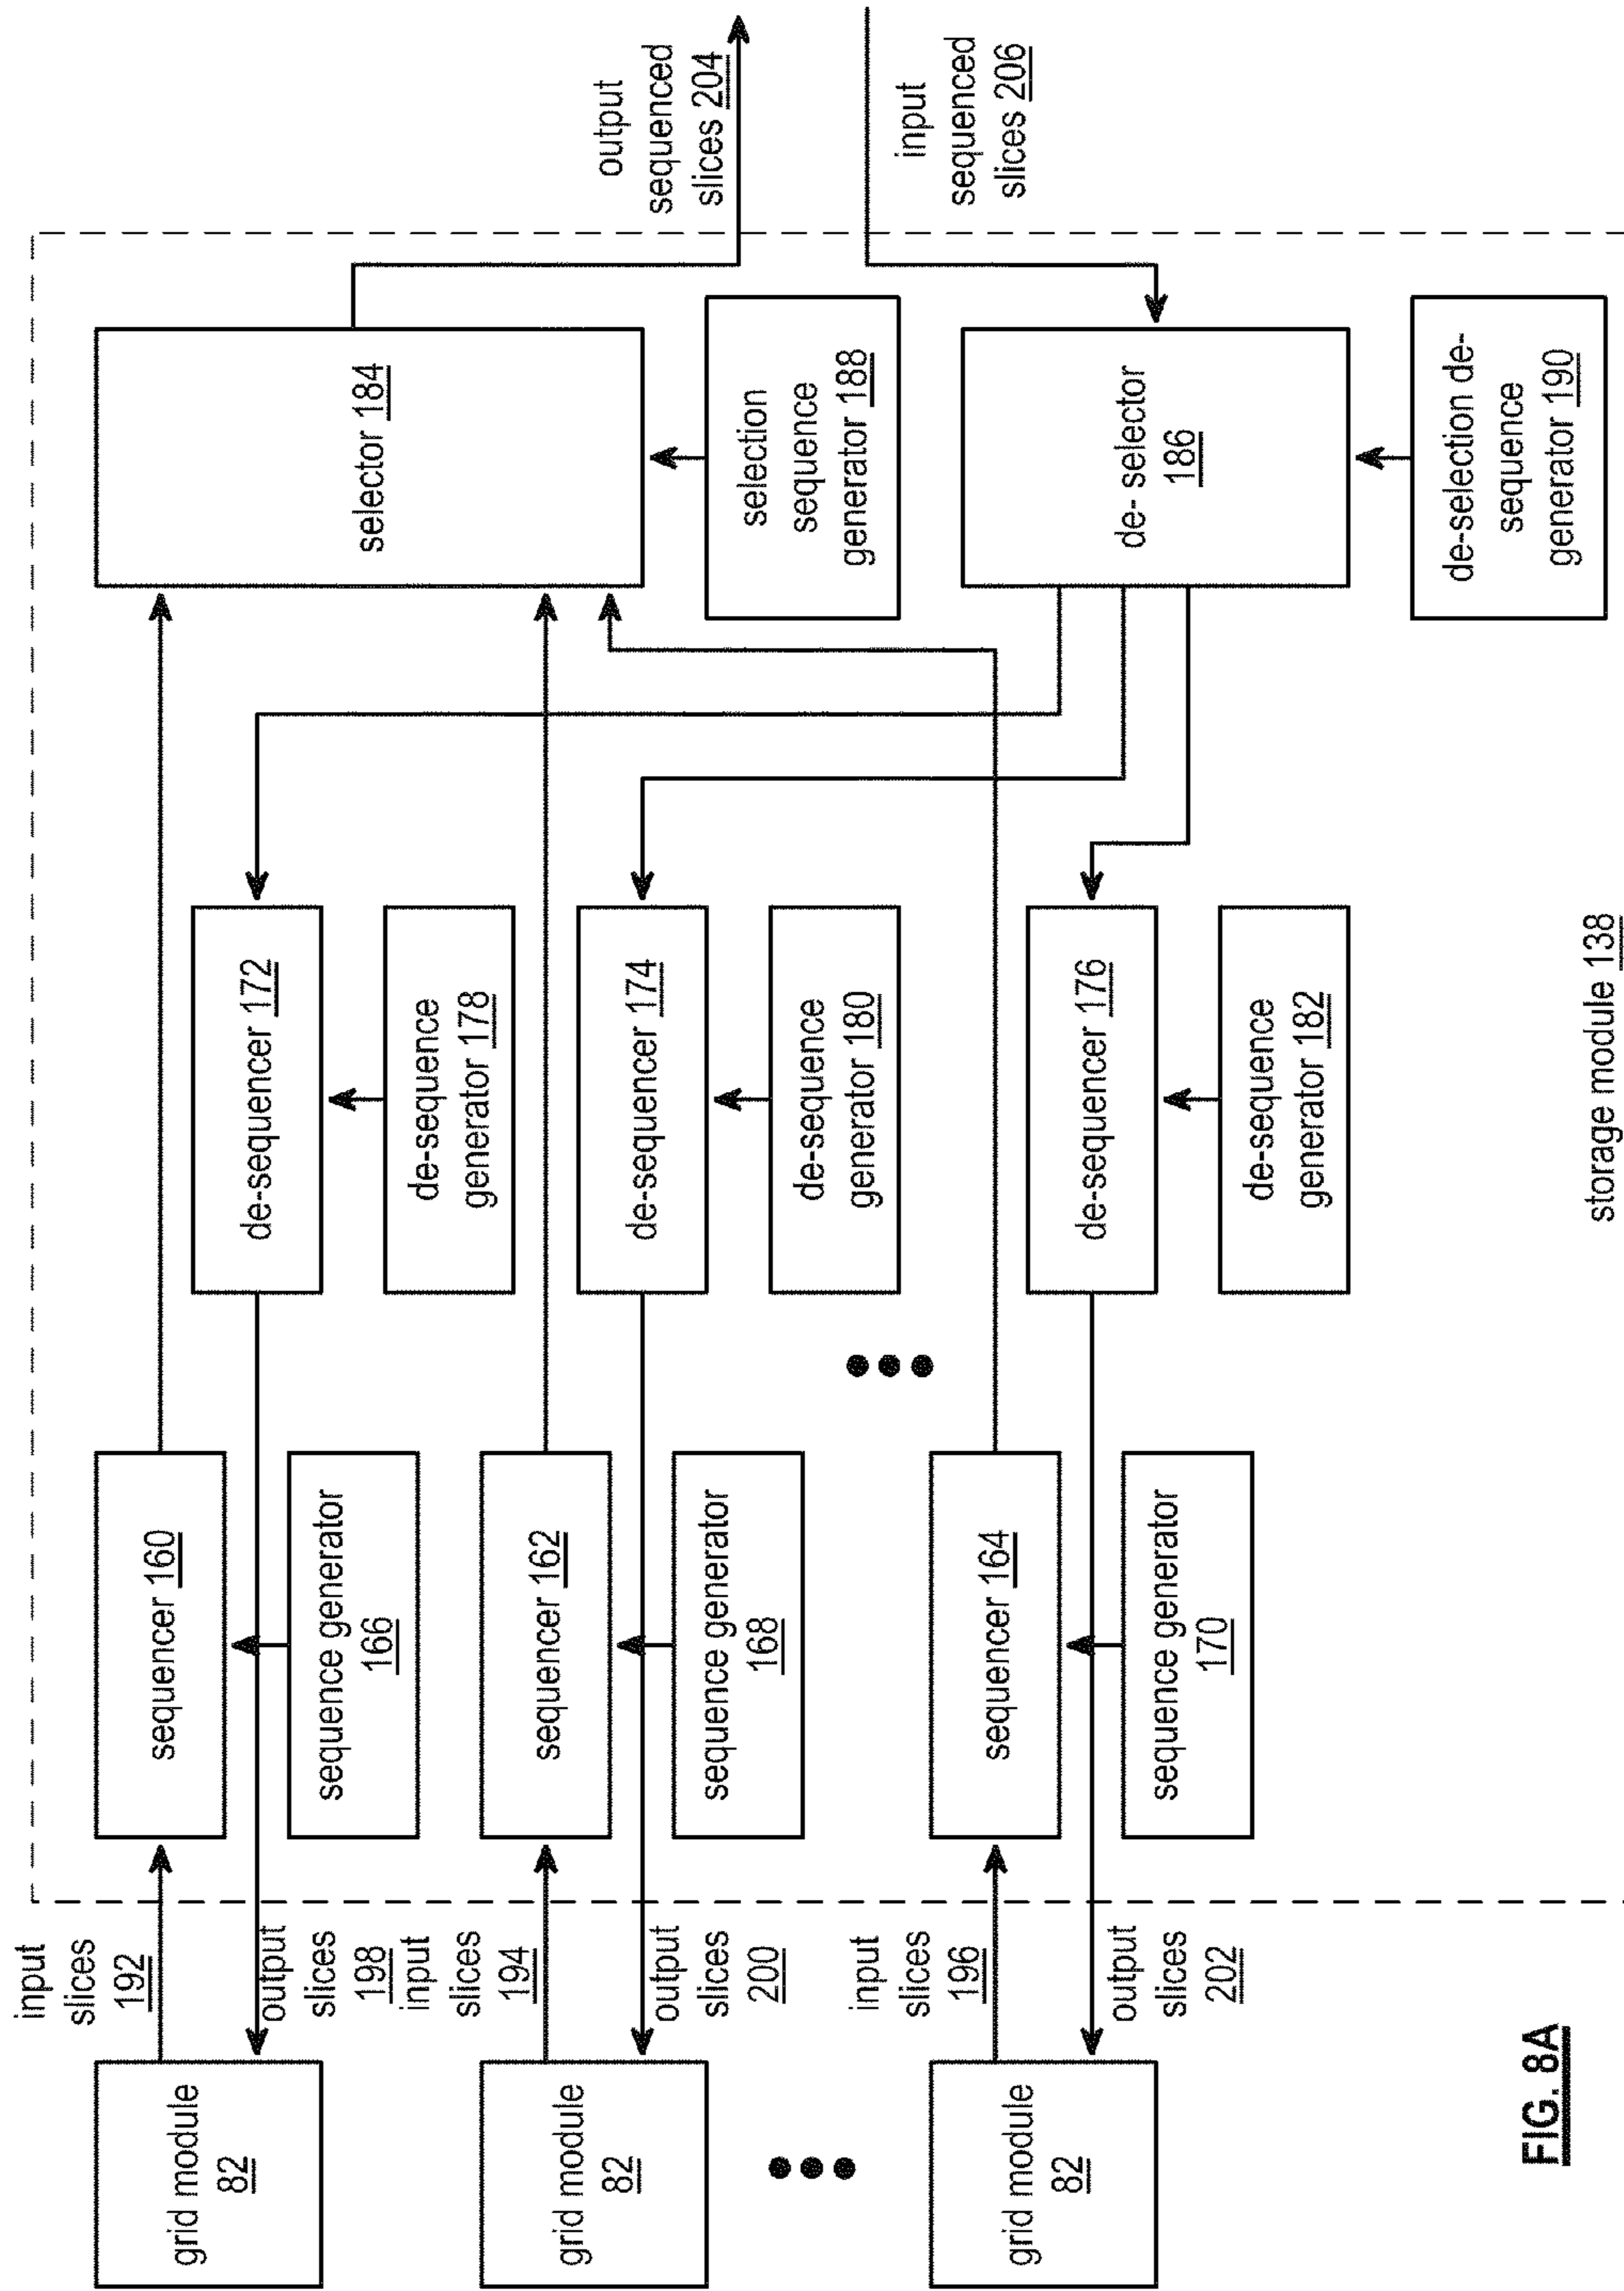 grid module
82
input
slices
192
sequencer 160
sequence generator
166
output
slices
198
de-sequencer 172
de-sequence
generator 178
selector 184
selection
sequence
generator 188
output
sequenced
slices 204
grid module
82
input
slices
194
sequencer 162
sequence generator
168
output
slices
200
de-sequencer 174
de-sequence
generator 180
input
sequenced
slices 206
grid module
82
input
slices
196
sequencer 164
sequence generator
170
output
slices
202
de-sequencer 176
de-sequence
generator 182
de- selector
186
de-selection de-
sequence
generator 190
storage module 138
FIG. 8A